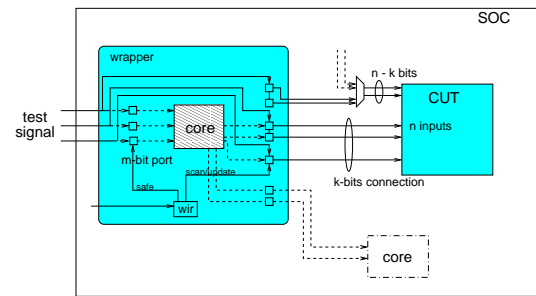 SOC
wrapper
n - k bits
CUT
test
signal
core
n inputs
m-bit port
scan/update
k-bits connection
safe
wir
core